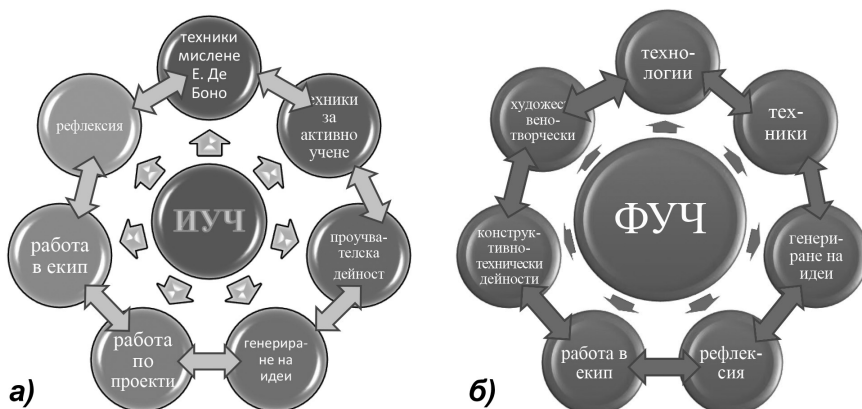 техники
мислене
Е. Де
Боно
техники
за
активно
учене
проучва-
телска
дейност
генерира-
не на
идеи
работа
по
проекти
работа
в екип
рефлексия
ИУЧ
а)
техно-
логии
тех-
ники
генери-
ране на
идеи
рефлек-
сия
работа в
екип
конструк-
тивно-
технически
дейности
художест
вено-
творчески
ФУЧ
б)